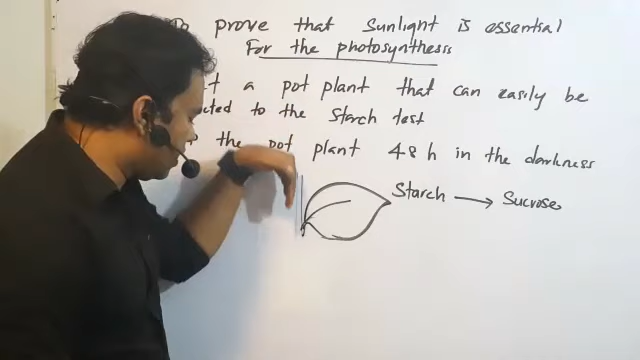 prove that Sunlight is essential
For the photosynthesis
a pot plant that can easily be
to the starch test
the pot plant 48 h in the darkness
Starch → Sucrose